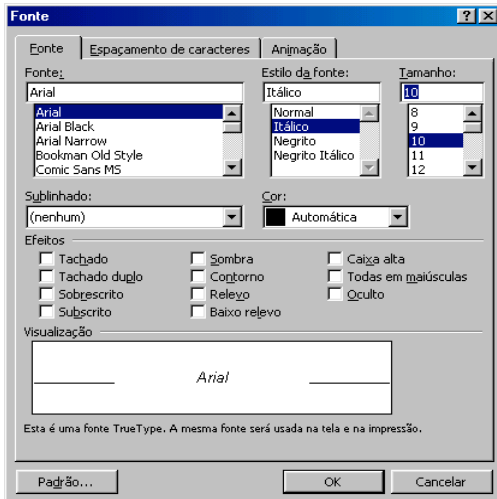 Fonte
Fonte Espaçamento de caracteres Animação
Fonte: Estilo da fonte: Tamanho:
Arial Itálico 10
Arial Normal 8
Arial Black Itálico 9
Arial Narrow Negrito 10
Bookman Old Style Negrito Itálico 11
Comic Sans MS 12
Sublinhado: Cor:
(nenhum) Automática
Efeitos
Tachado Sombra Caixa alta
Tachado duplo Contorno Todas em maiúsculas
Sobrescrito Relevo Oculto
Subscrito Baixo relevo
Visualização
Arial
Esta é uma fonte TrueType. A mesma fonte será usada na tela e na impressão.
Padrão... OK Cancelar